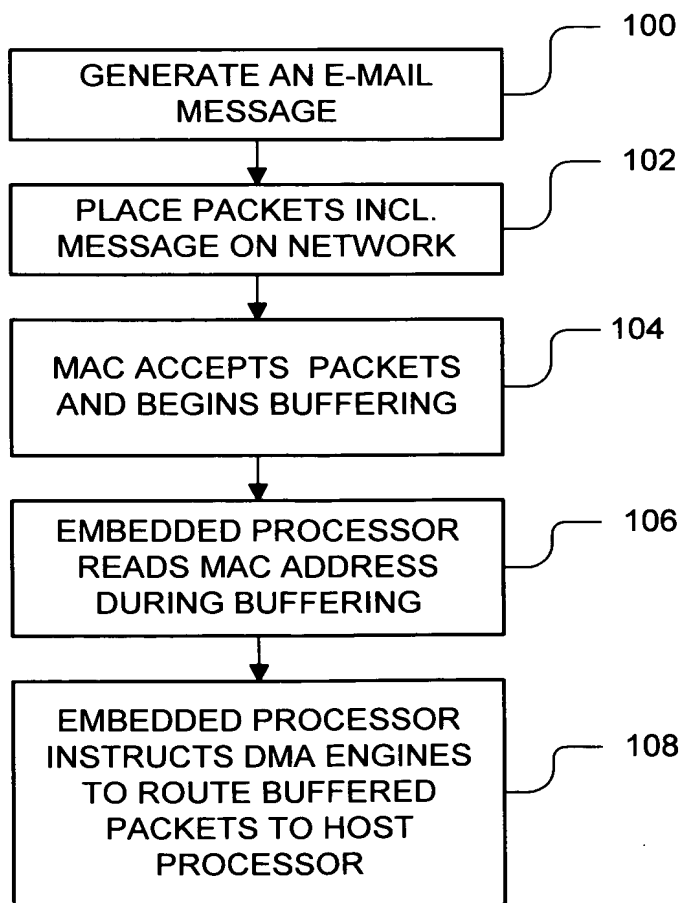 100
GENERATE AN E-MAIL
MESSAGE
102
PLACE PACKETS INCL.
MESSAGE ON NETWORK
104
MAC ACCEPTS PACKETS
AND BEGINS BUFFERING
106
EMBEDDED PROCESSOR
READS MAC ADDRESS
DURING BUFFERING
108
EMBEDDED PROCESSOR
INSTRUCTS DMA ENGINES
TO ROUTE BUFFERED
PACKETS TO HOST
PROCESSOR